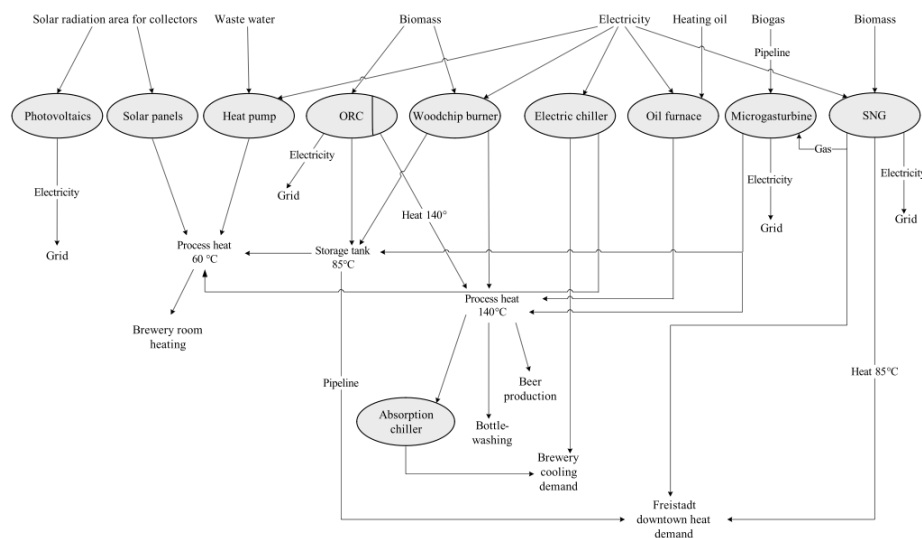 Solar radiation area for collectors
Waste water
Biomass
Electricity
Heating oil
Biogas
Biomass
Pipeline
Photovoltaics
Solar panels
Heat pump
ORC
Woodchip burner
Electric chiller
Oil furnace
Microgasturbine
SNG
Gas
Electricity
Electricity
Electricity
Electricity
Grid
Heat 140°
Grid
Grid
Grid
Process heat
60 °C
Storage tank
85°C
Process heat
140°C
Brewery room
heating
Pipeline
Beer
production
Heat 85°C
Absorption
chiller
Bottle-
washing
Brewery
cooling
demand
Freistadt
downtown heat
demand